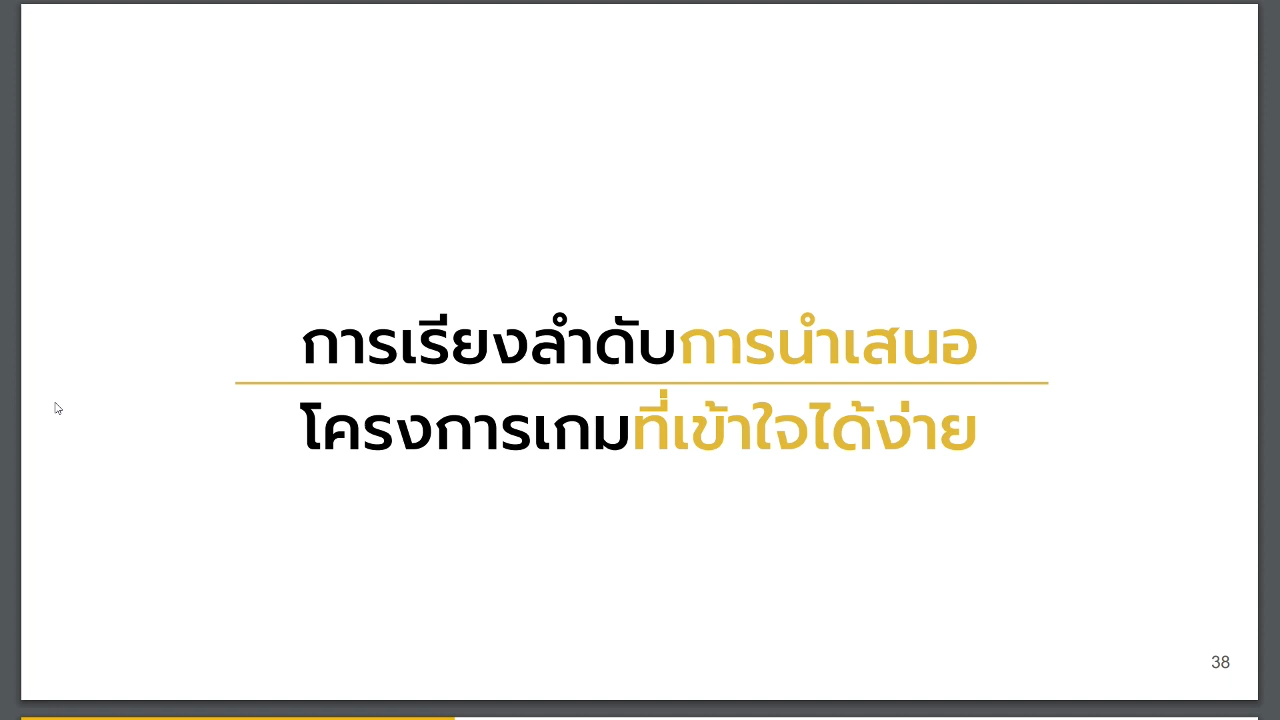 การเรียงลำดับการนำเสนอ
โครงการเกมที่เข้าใจได้ง่าย
38